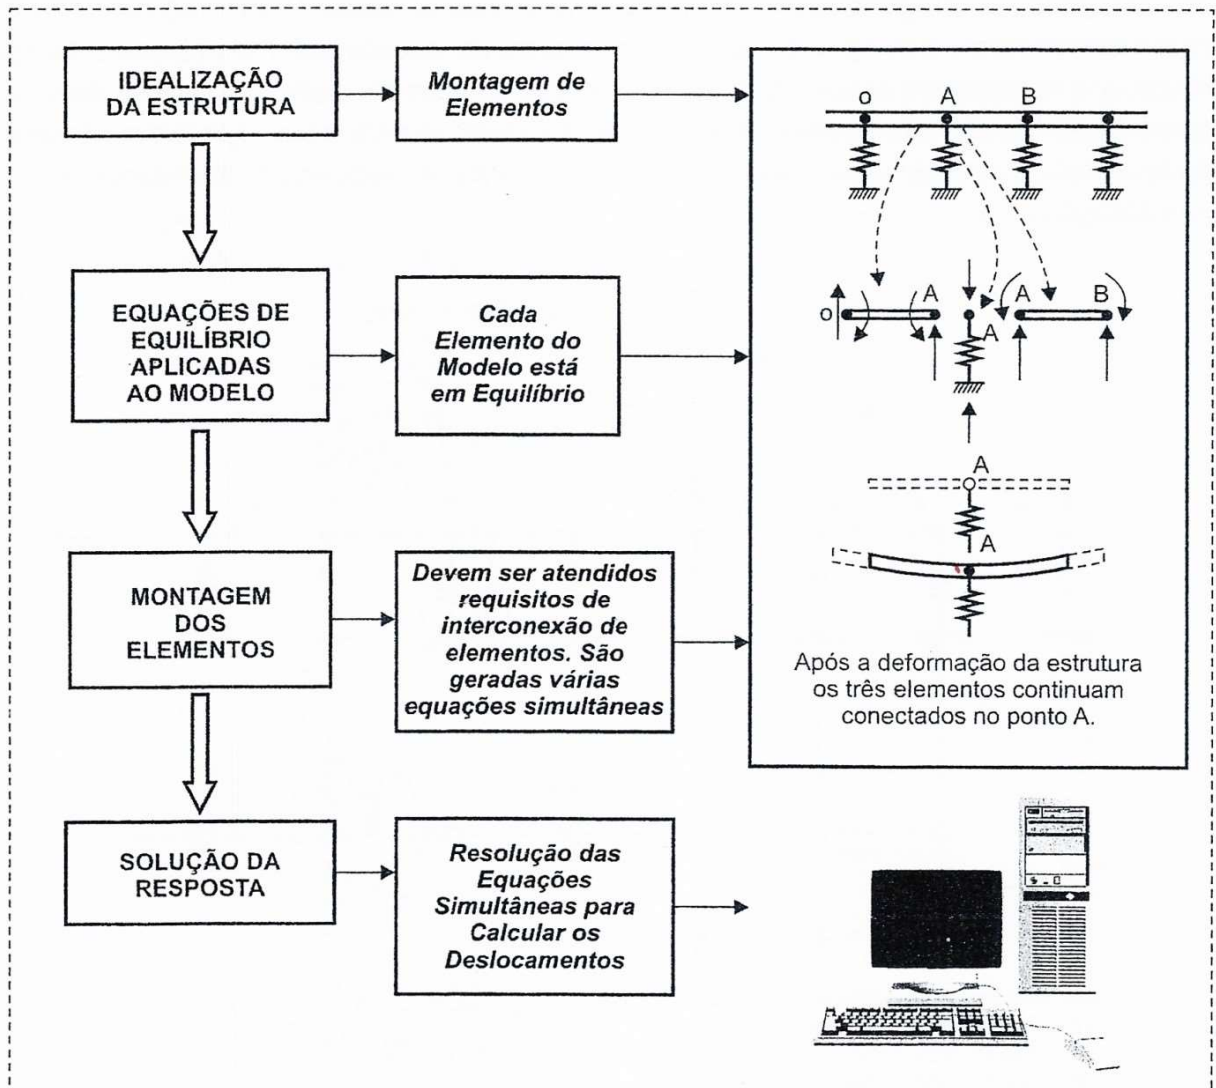 IDEALIZAÇÃO
DA ESTRUTURA
Montagem de
Elementos
o A B
EQUAÇÕES DE
EQUILÍBRIO
APLICADAS
AO MODELO
Cada
Elemento do
Modelo está
em Equilíbrio
o A A A B
A
A
MONTAGEM
DOS
ELEMENTOS
Devem ser atendidos
requisitos de
interconexão de
elementos. São
geradas várias
equações simultâneas
Após a deformação da estrutura
os três elementos continuam
conectados no ponto A.
SOLUÇÃO DA
RESPOSTA
Resolução das
Equações
Simultâneas para
Calcular os
Deslocamentos